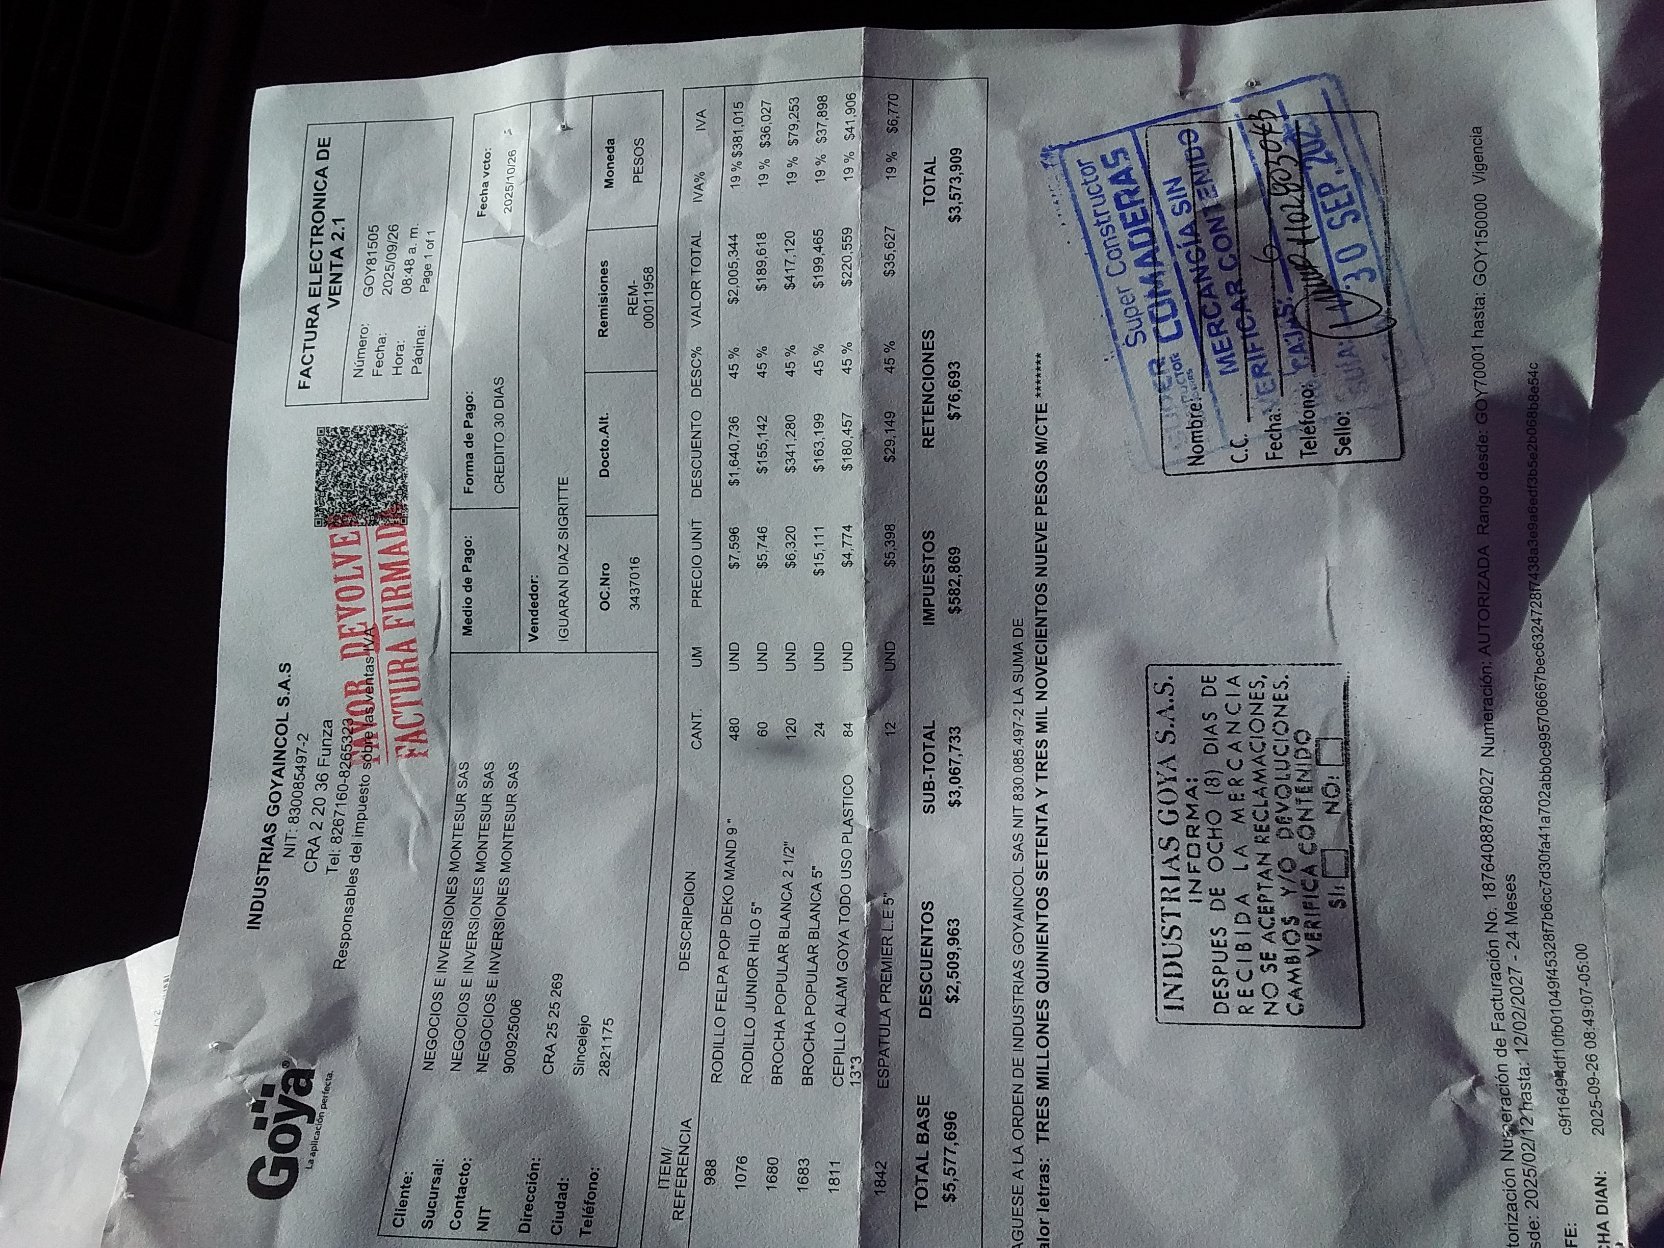 Goya
La aplicación perfecta.
INDUSTRIAS GOYAINCOL S.A.S
NIT: 830085497-2
CRA 2 20 36 Funza
Tel: 8267160-8265323
Responsables del impuesto sobre las ventas IVA
FAVOR DEVOLVER
FACTURA FIRMADA
FACTURA ELECTRONICA DE
VENTA 2.1
Número: GOY81505
Fecha: 2025/09/26
Hora: 08:48 a. m.
Página: Page 1 of 1
Cliente: NEGOCIOS E INVERSIONES MONTESUR SAS
Sucursal: NEGOCIOS E INVERSIONES MONTESUR SAS
Contacto: NEGOCIOS E INVERSIONES MONTESUR SAS
NIT 900925006
Dirección: CRA 25 25 269
Ciudad: Sincelejo
Teléfono: 2821175
Medio de Pago: Forma de Pago: Fecha vcto:
CREDITO 30 DIAS 2025/10/26
Vendedor:
IGUARAN DIAZ SIGRITTE
OC.Nro Docto.Alt. Remisiones Moneda
3437016 REM-00011958 PESOS
ITEM/ REFERENCIA DESCRIPCION CANT. UM PRECIO UNIT DESCUENTO DESC% VALOR TOTAL IVA% IVA
988 RODILLO FELPA POP DEKO MAND 9 " 480 UND $7,596 $1,640,736 45 % $2,005,344 19 % $381,015
1076 RODILLO JUNIOR HILO 5" 60 UND $5,746 $155,142 45 % $189,618 19 % $36,027
1680 BROCHA POPULAR BLANCA 2 1/2" 120 UND $6,320 $341,280 45 % $417,120 19 % $79,253
1683 BROCHA POPULAR BLANCA 5" 24 UND $15,111 $163,199 45 % $199,465 19 % $37,898
1811 CEPILLO ALAM GOYA TODO USO PLASTICO 84 UND $4,774 $180,457 45 % $220,559 19 % $41,906
13*3
1842 ESPATULA PREMIER L.E 5" 12 UND $5,398 $29,149 45 % $35,627 19 % $6,770
TOTAL BASE DESCUENTOS SUB-TOTAL IMPUESTOS RETENCIONES TOTAL
$5,577,696 $2,509,963 $3,067,733 $582,869 $76,693 $3,573,909
AGUESE A LA ORDEN DE INDUSTRIAS GOYAINCOL SAS NIT 830.085.497-2 LA SUMA DE
alor letras: TRES MILLONES QUINIENTOS SETENTA Y TRES MIL NOVECIENTOS NUEVE PESOS M/CTE *******
INDUSTRIAS GOYA S.A.S.
INFORMA:
DESPUES DE OCHO (8) DIAS DE
RECIBIDA LA MERCANCIA
NO SE ACEPTAN RECLAMACIONES,
CAMBIOS Y/O DEVOLUCIONES.
VERIFICA CONTENIDO
SI: NO:
Super Constructor
CUMADERAS
MERCANCÍA SIN
VERIFICAR CONTENIDO
Nombre:
C.C.
Fecha:
Teléfono:
Sello:
CAJAS: 6
GUIA:
1102803043
30 SEP. 202
torización Numeración de Facturación No. 18764088768027 Numeración: AUTORIZADA Rango desde: GOY70001 hasta: GOY150000 Vigencia
sde: 2025/02/12 hasta: 12/02/2027 - 24 Meses
FE: c9f16494df10fb01049f45328f7b6cc7d30fa41a702abb0c995706667bec6324728f7438a3e9a6edf3b5e2b068b8e54c
CHA DIAN: 2025-09-26 08:49:07-05:00